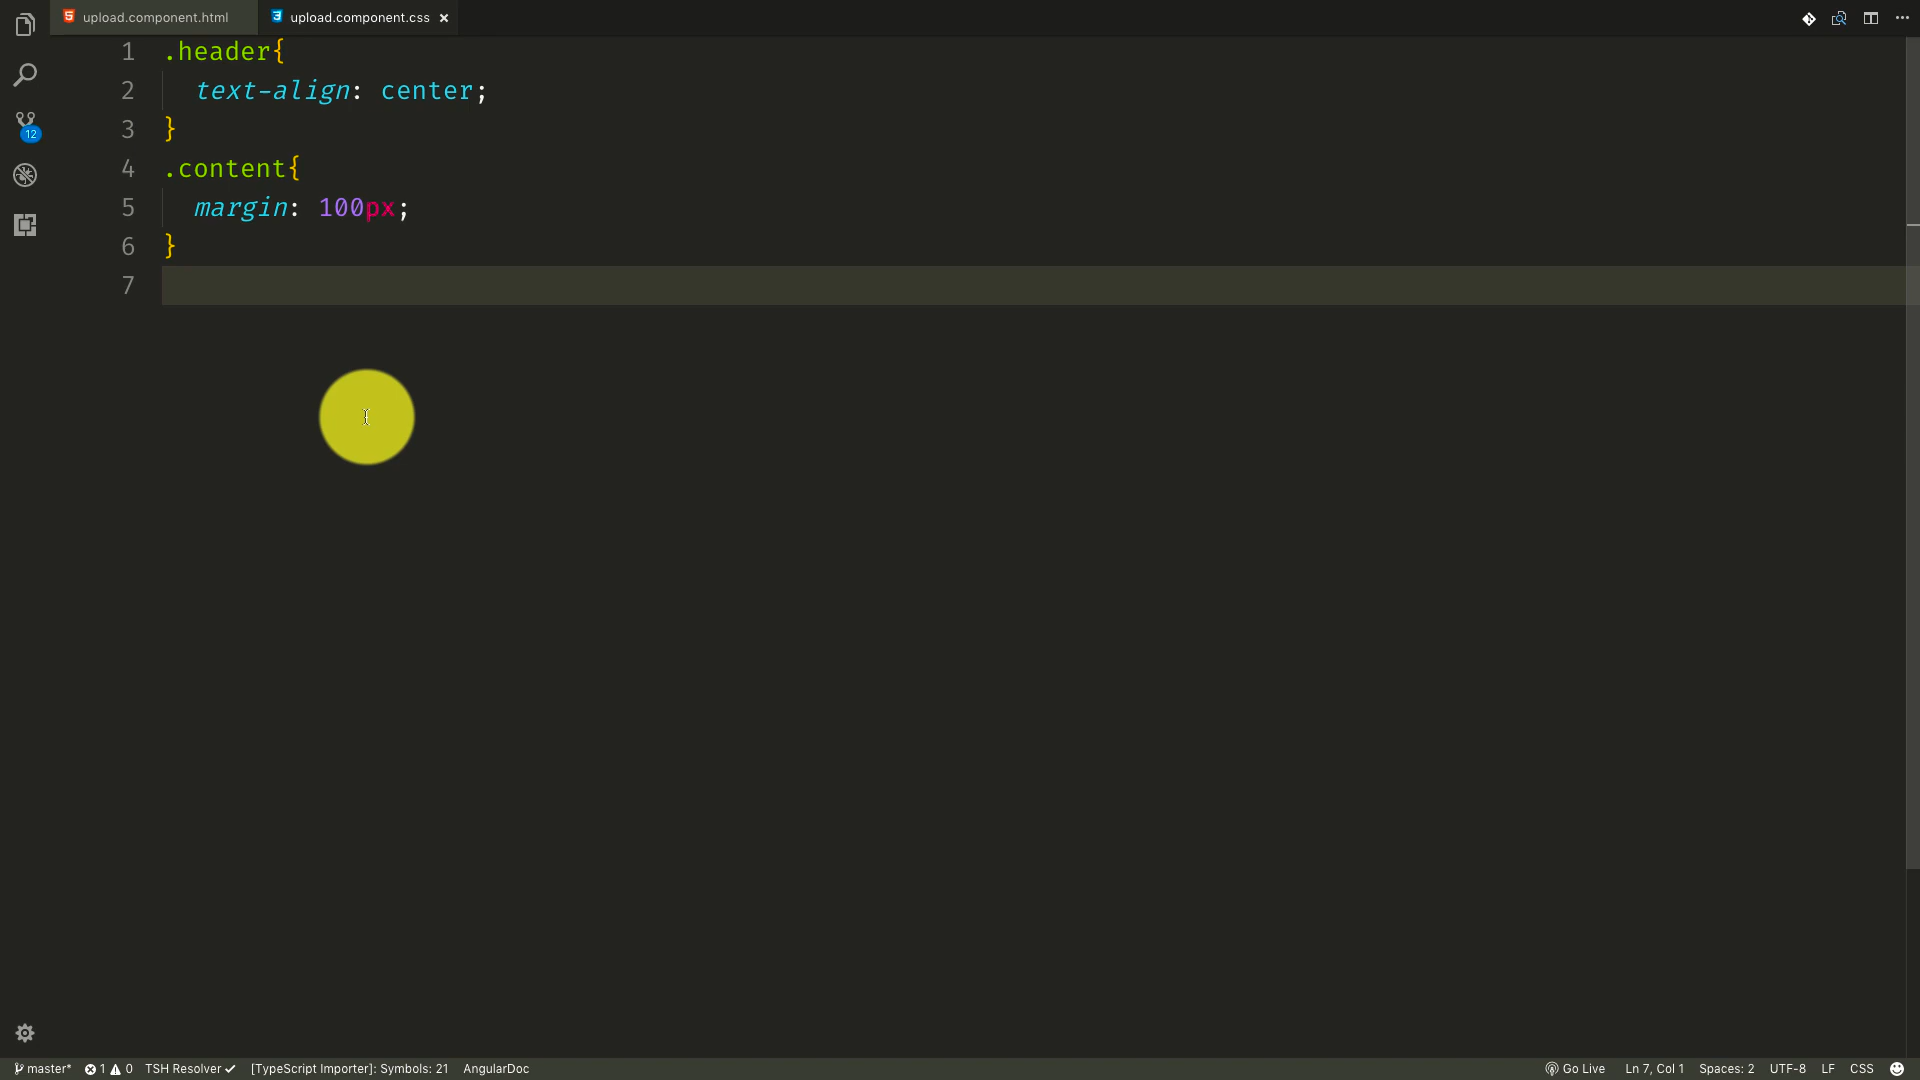 upload.component.html
upload.component.css
1 .header{
2 text-align: center;
3 }
4 .content{
5 margin: 100px;
6 }
7
12
master* 1 0 TSH Resolver [TypeScript Importer]: Symbols: 21 AngularDoc Go Live Ln 7, Col 1 Spaces: 2 UTF-8 LF CSS